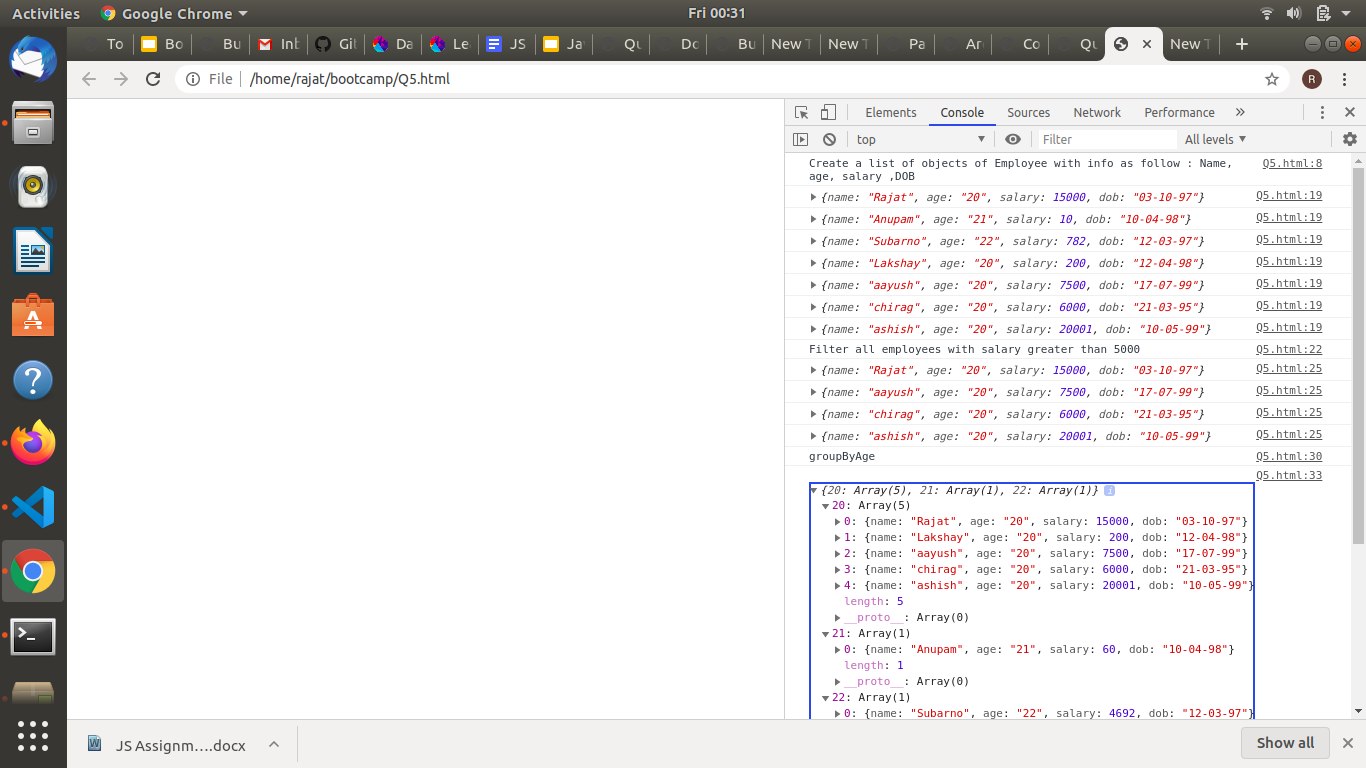 Activities Google Chrome Fri 00:31
To Bo Bu Int Git Da Le JS Ja Qu Do Bu New T New T Pa Ar Co Qu New T
File /home/rajat/bootcamp/Q5.html R
Elements Console Sources Network Performance
top Filter All levels
Create a list of objects of Employee with info as follow : Name, Q5.html:8
age, salary ,DOB
{name: "Rajat", age: "20", salary: 15000, dob: "03-10-97"} Q5.html:19
{name: "Anupam", age: "21", salary: 10, dob: "10-04-98"} Q5.html:19
{name: "Subarno", age: "22", salary: 782, dob: "12-03-97"} Q5.html:19
{name: "Lakshay", age: "20", salary: 200, dob: "12-04-98"} Q5.html:19
{name: "aayush", age: "20", salary: 7500, dob: "17-07-99"} Q5.html:19
{name: "chirag", age: "20", salary: 6000, dob: "21-03-95"} Q5.html:19
{name: "ashish", age: "20", salary: 20001, dob: "10-05-99"} Q5.html:19
Filter all employees with salary greater than 5000 Q5.html:22
{name: "Rajat", age: "20", salary: 15000, dob: "03-10-97"} Q5.html:25
{name: "aayush", age: "20", salary: 7500, dob: "17-07-99"} Q5.html:25
{name: "chirag", age: "20", salary: 6000, dob: "21-03-95"} Q5.html:25
{name: "ashish", age: "20", salary: 20001, dob: "10-05-99"} Q5.html:25
groupByAge Q5.html:30
Q5.html:33
{20: Array(5), 21: Array(1), 22: Array(1)} i
20: Array(5)
0: {name: "Rajat", age: "20", salary: 15000, dob: "03-10-97"}
1: {name: "Lakshay", age: "20", salary: 200, dob: "12-04-98"}
2: {name: "aayush", age: "20", salary: 7500, dob: "17-07-99"}
3: {name: "chirag", age: "20", salary: 6000, dob: "21-03-95"}
4: {name: "ashish", age: "20", salary: 20001, dob: "10-05-99"}
length: 5
__proto__: Array(0)
21: Array(1)
0: {name: "Anupam", age: "21", salary: 60, dob: "10-04-98"}
length: 1
__proto__: Array(0)
22: Array(1)
0: {name: "Subarno", age: "22", salary: 4692, dob: "12-03-97"}
JS Assignm....docx Show all